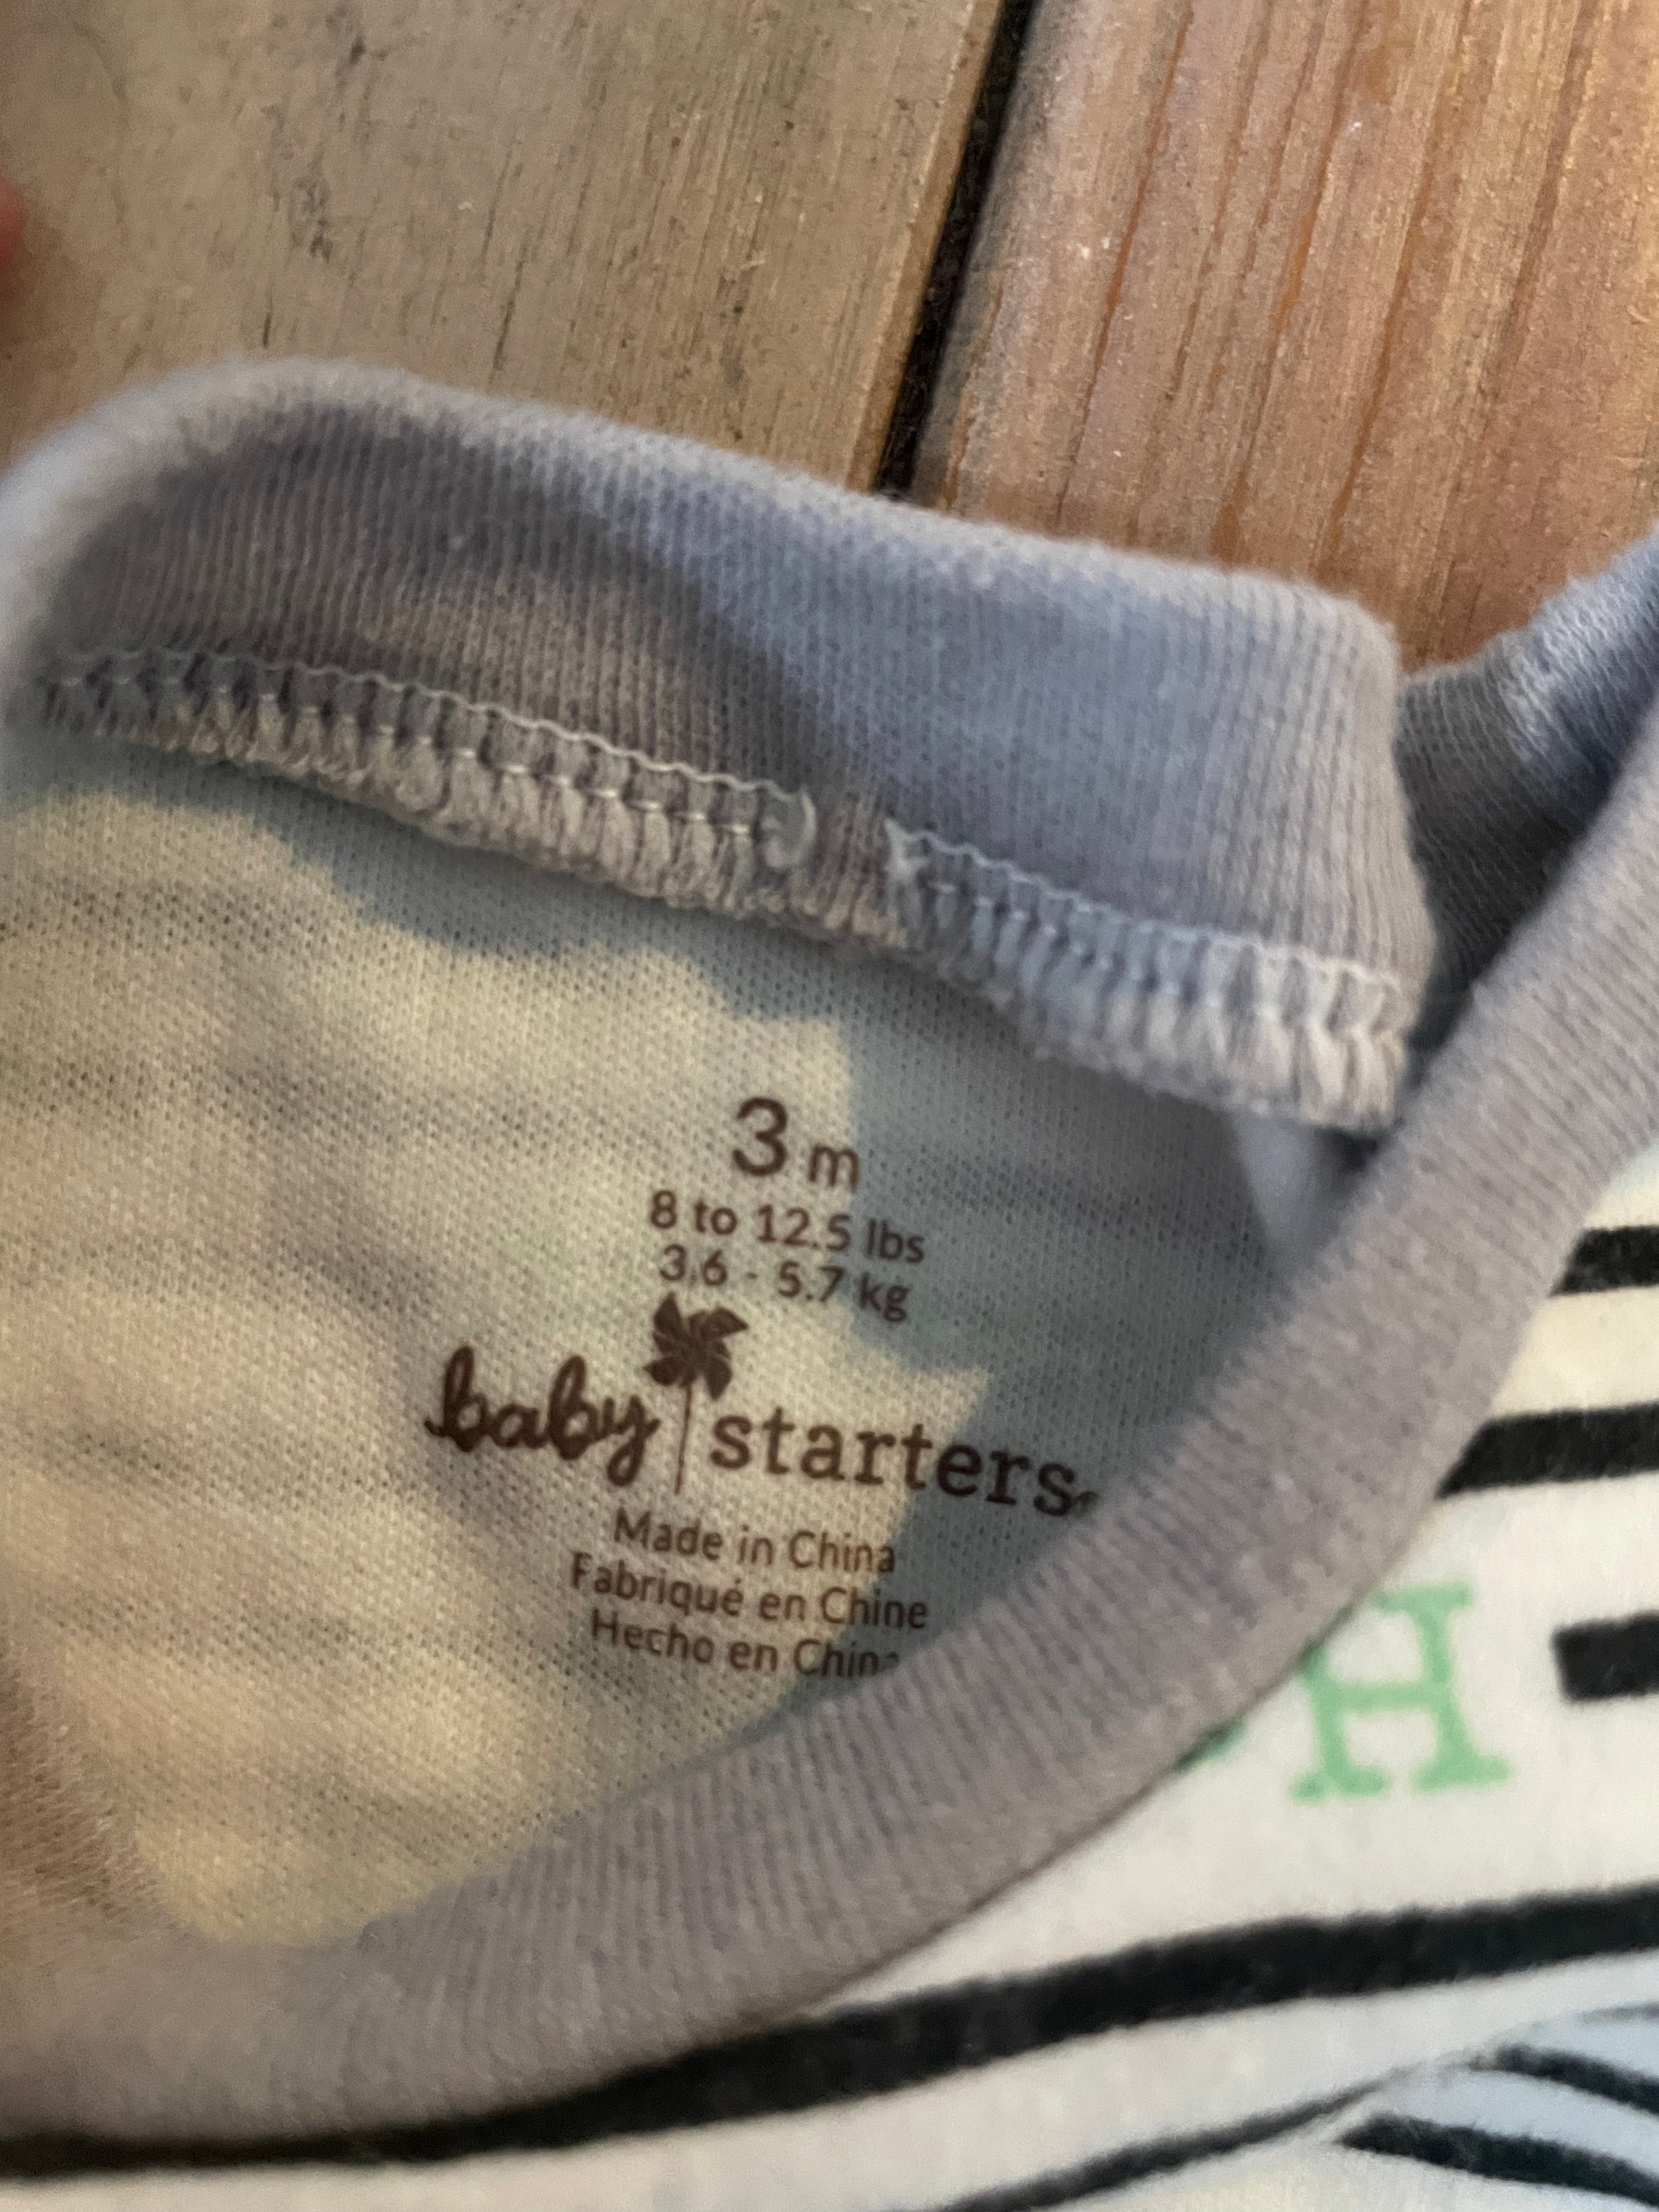 3 m
8 to 12.5 lbs
3.6 - 5.7 kg
baby starters
Made in China
Fabriqué en Chine
Hecho en China
H